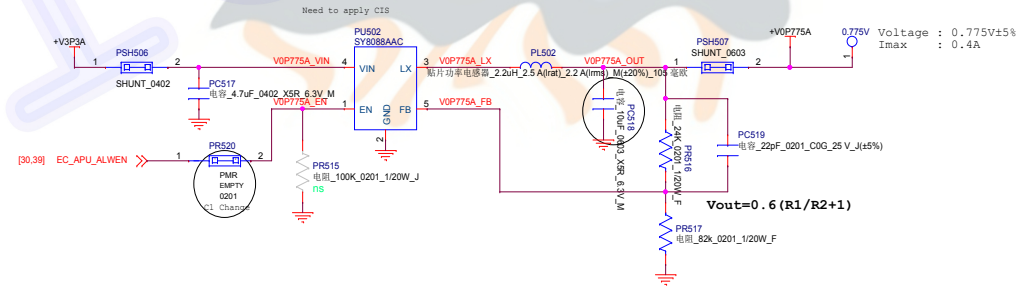 Need to apply CIS
+V3P3A
PSH506
1
2
SHUNT_0402
V0P775A_VIN
PC517
电容_4.7uF_0402_X5R_6.3V_M
V0P775A_EN
PU502
SY8088AAC
4
VIN
LX
3
1
EN
FB
5
GND
2
V0P775A_LX
PL502
贴片功率电感器_2.2uH_2.5 A(Irat)_2.2 A(Irms)_M(±20%)_105 毫欧
V0P775A_OUT
V0P775A_FB
PSH507
SHUNT_0603
1
2
+V0P775A
0.775V
1
Voltage : 0.775V±5%
Imax : 0.4A
PC518
电容_10uF_0603_X5R_6.3V_M
PR516
电阻_24K_0201_1/20W_F
PC519
电容_22pF_0201_C0G_25 V_J(±5%)
[30,39] EC_APU_ALWEN
1
PR520
2
PMR
EMPTY
0201
C1 Change
PR515
电阻_100K_0201_1/20W_J
ns
Vout=0.6(R1/R2+1)
PR517
电阻_82k_0201_1/20W_F